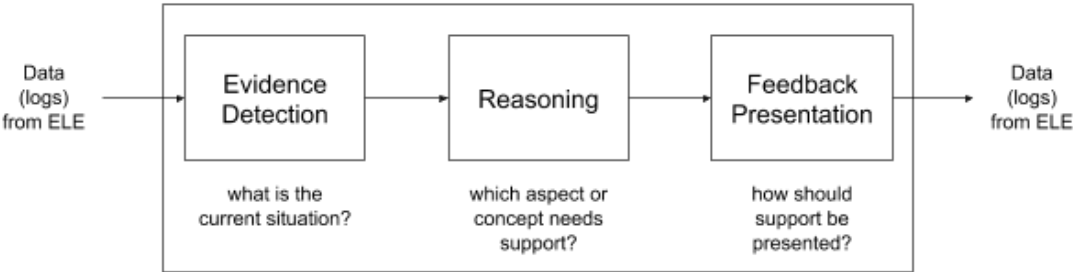 Data
(logs)
from ELE
Evidence
Detection
what is the
current situation?
Reasoning
which aspect or
concept needs
support?
Feedback
Presentation
how should
support be
presented?
Data
(logs)
from ELE